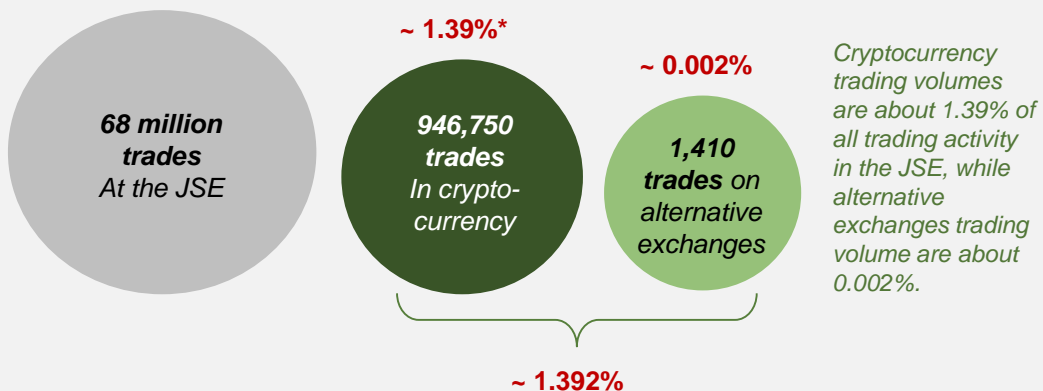 ~ 1.39%*
~ 0.002%
68 million
trades
At the JSE
946,750
trades
In crypto-
currency
1,410
trades on
alternative
exchanges
Cryptocurrency
trading volumes
are about 1.39% of
all trading activity
in the JSE, while
alternative
exchanges trading
volume are about
0.002%.
~ 1.392%